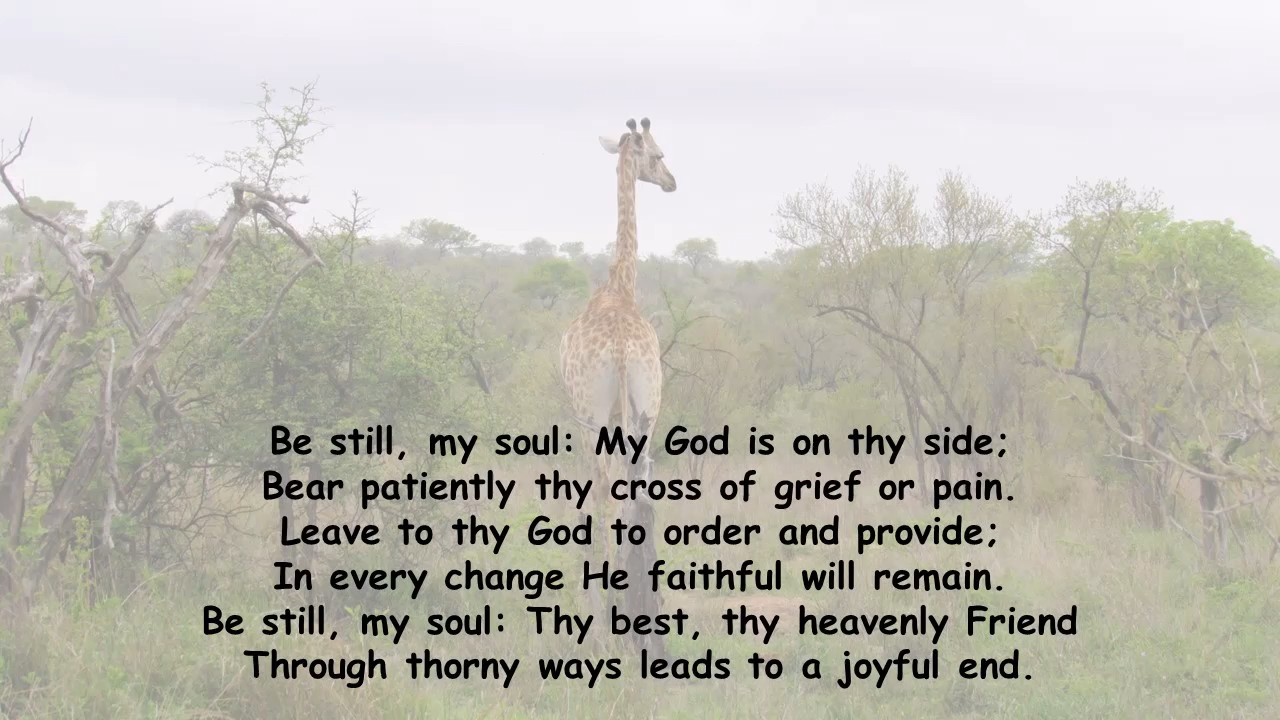 Be still, my soul: My God is on thy side;
Bear patiently thy cross of grief or pain.
Leave to thy God to order and provide;
In every change He faithful will remain.
Be still, my soul: Thy best, thy heavenly Friend
Through thorny ways leads to a joyful end.